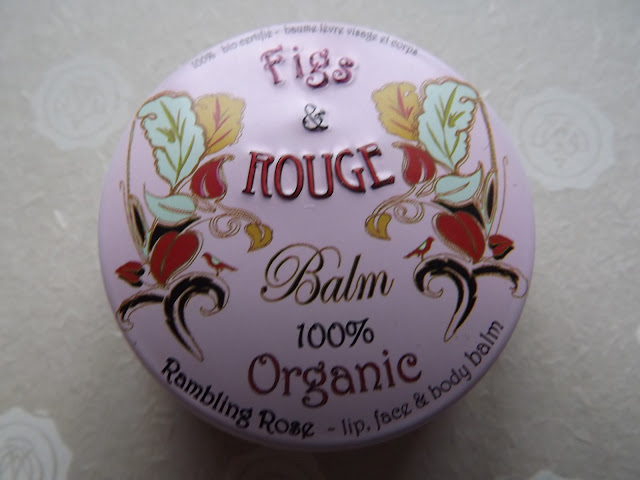 100% bio certifié - baume lèvre visage et corps
Figs
&
ROUGE
Balm
100%
Organic
Rambling Rose - lip, face & body balm